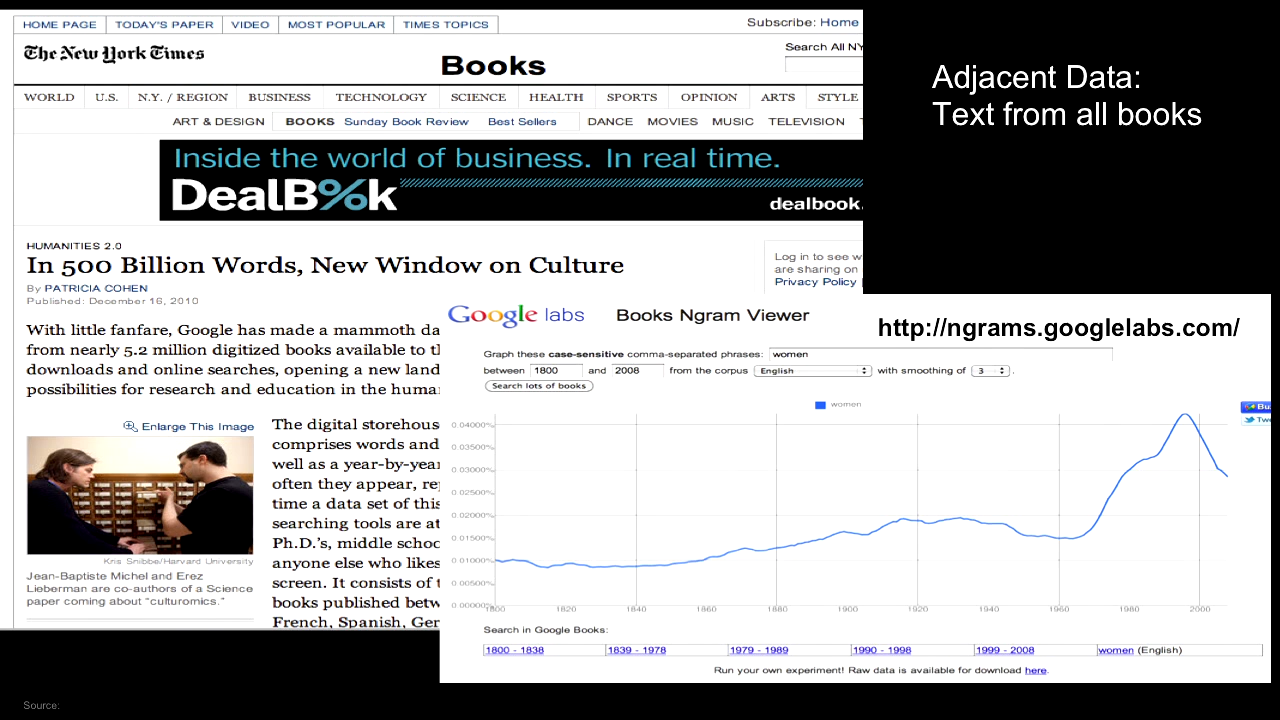 HOME PAGE TODAY'S PAPER VIDEO MOST POPULAR TIMES TOPICS
Subscribe: Home
The New York Times
Books
Search All NY
WORLD U.S. N.Y. / REGION BUSINESS TECHNOLOGY SCIENCE HEALTH SPORTS OPINION ARTS STYLE
ART & DESIGN BOOKS Sunday Book Review Best Sellers DANCE MOVIES MUSIC TELEVISION
Inside the world of business. In real time.
DealB%k
dealbook.
Adjacent Data:
Text from all books
HUMANITIES 2.0
In 500 Billion Words, New Window on Culture
By PATRICIA COHEN
Published: December 16, 2010
Log in to see w
are sharing on
Privacy Policy
With little fanfare, Google has made a mammoth da
from nearly 5.2 million digitized books available to th
downloads and online searches, opening a new land
possibilities for research and education in the human
Enlarge This Image
Kris Snibbe/Harvard University
Jean-Baptiste Michel and Erez
Lieberman are co-authors of a Science
paper coming about "culturomics."
The digital storehous
comprises words and
well as a year-by-year
often they appear, rep
time a data set of this
searching tools are at
Ph.D.'s, middle schoo
anyone else who likes
screen. It consists of t
books published betw
French, Spanish, Ger
Google labs Books Ngram Viewer
http://ngrams.googlelabs.com/
Graph these case-sensitive comma-separated phrases: women
between 1800 and 2008 from the corpus English with smoothing of 3 .
Search lots of books
women
Bu
Twe
0.04000%
0.03500%
0.03000%
0.02500%
0.02000%
0.01500%
0.01000%
0.00500%
0.00000%
1800 1820 1840 1860 1880 1900 1920 1940 1960 1980 2000
Search in Google Books:
1800 - 1838 1839 - 1978 1979 - 1989 1990 - 1998 1999 - 2008 women (English)
Run your own experiment! Raw data is available for download here.
Source: